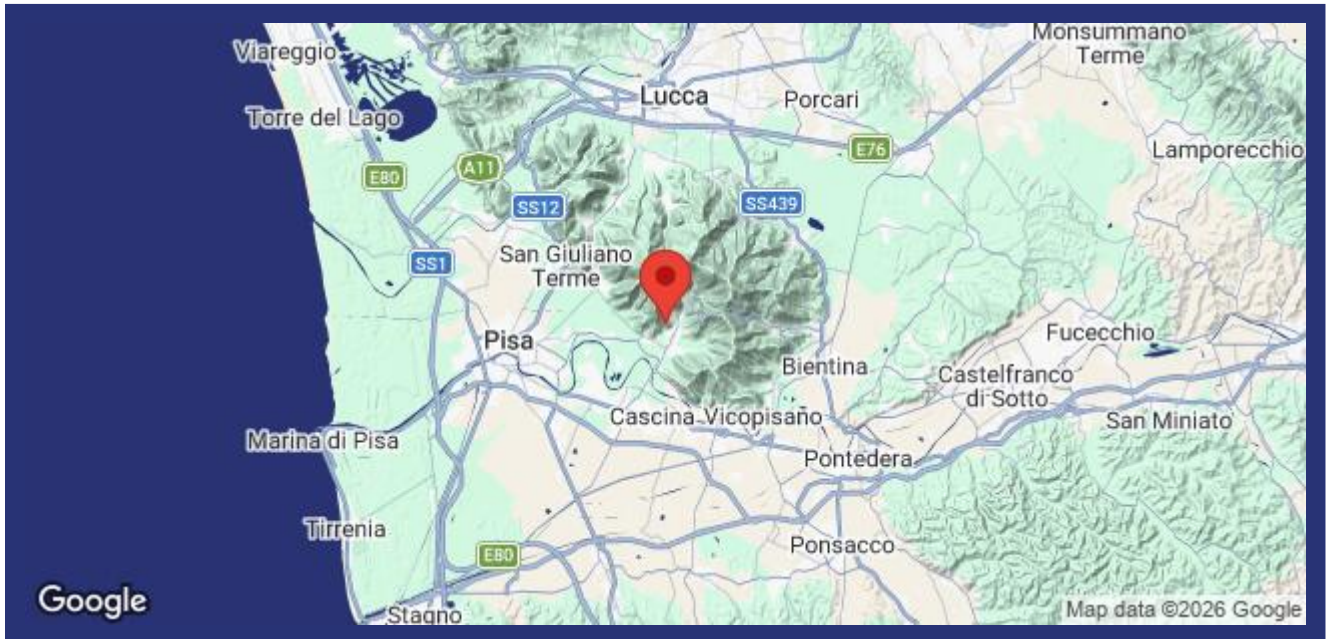 Monsummano
Terme
Viareggio
Lucca
Porcari
Torre del Lago
E76
Lamporecchio
A11
E80
SS12
SS439
San Giuliano
Terme
SS1
Fucecchio
Pisa
Bientina
Castelfranco
di Sotto
Cascina
Vicopisano
San Miniato
Marina di Pisa
Pontedera
Tirrenia
Ponsacco
E80
Google
Stagno
Map data ©2026 Google